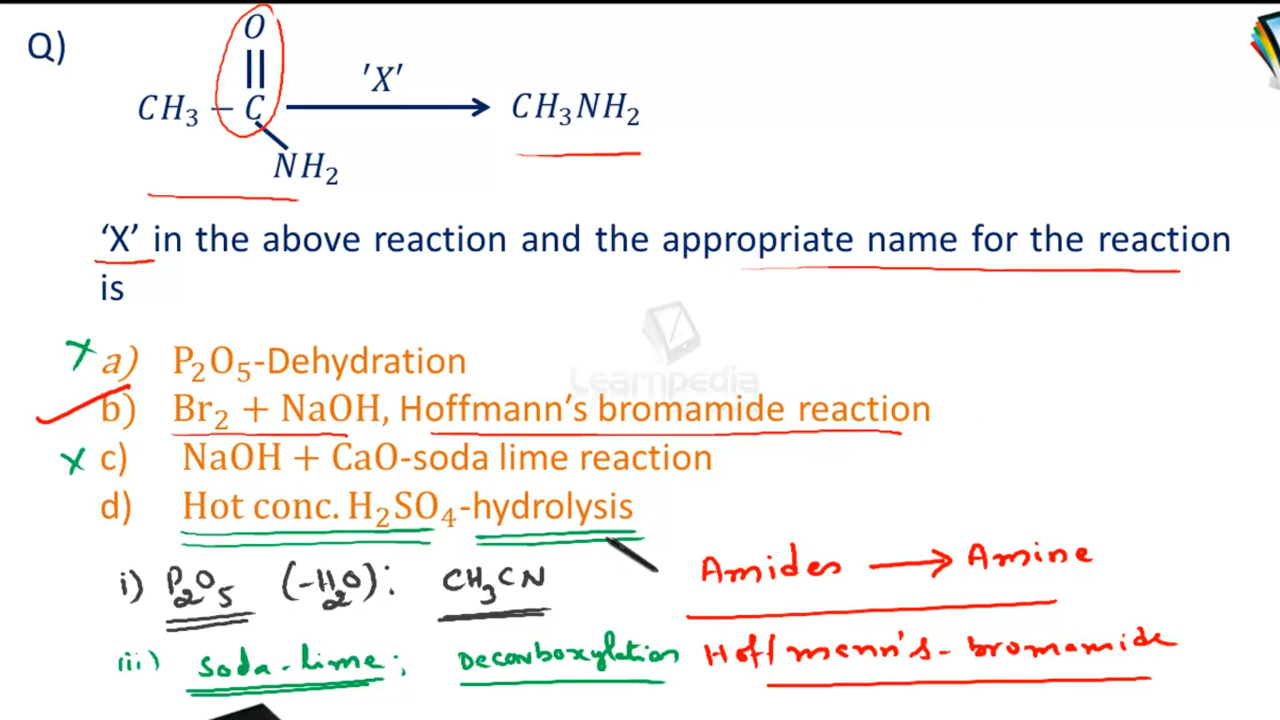 Q)
O
||
CH₃ – C 'X' CH₃NH₂
NH₂
'X' in the above reaction and the appropriate name for the reaction
is
a) P₂O₅-Dehydration
b) Br₂ + NaOH, Hoffmann's bromamide reaction
c) NaOH + CaO-soda lime reaction
d) Hot conc. H₂SO₄-hydrolysis
i) P₂O₅ (-H₂O): CH₃CN
Amides → Amine
iii) Soda-lime; Decarboxylation
Hoffmenn's-bromamide
Learnpedia